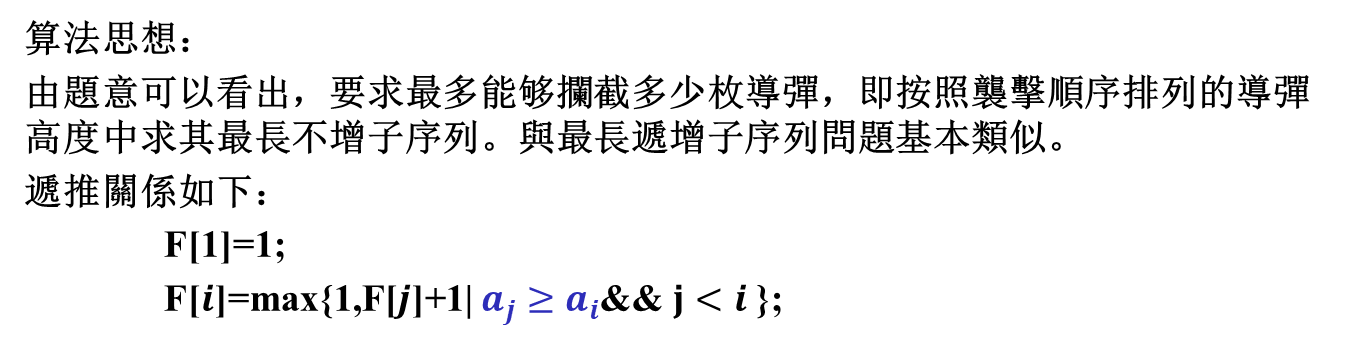 算法思想：
由題意可以看出，要求最多能够攔截多少枚導彈，即按照襲擊順序排列的導彈
高度中求其最長不增子序列。與最長遞增子序列問題基本類似。
遞推關係如下：
F[1]=1;
F[i]=max{1,F[j]+1| aⱼ ≥ aᵢ&& j < i };